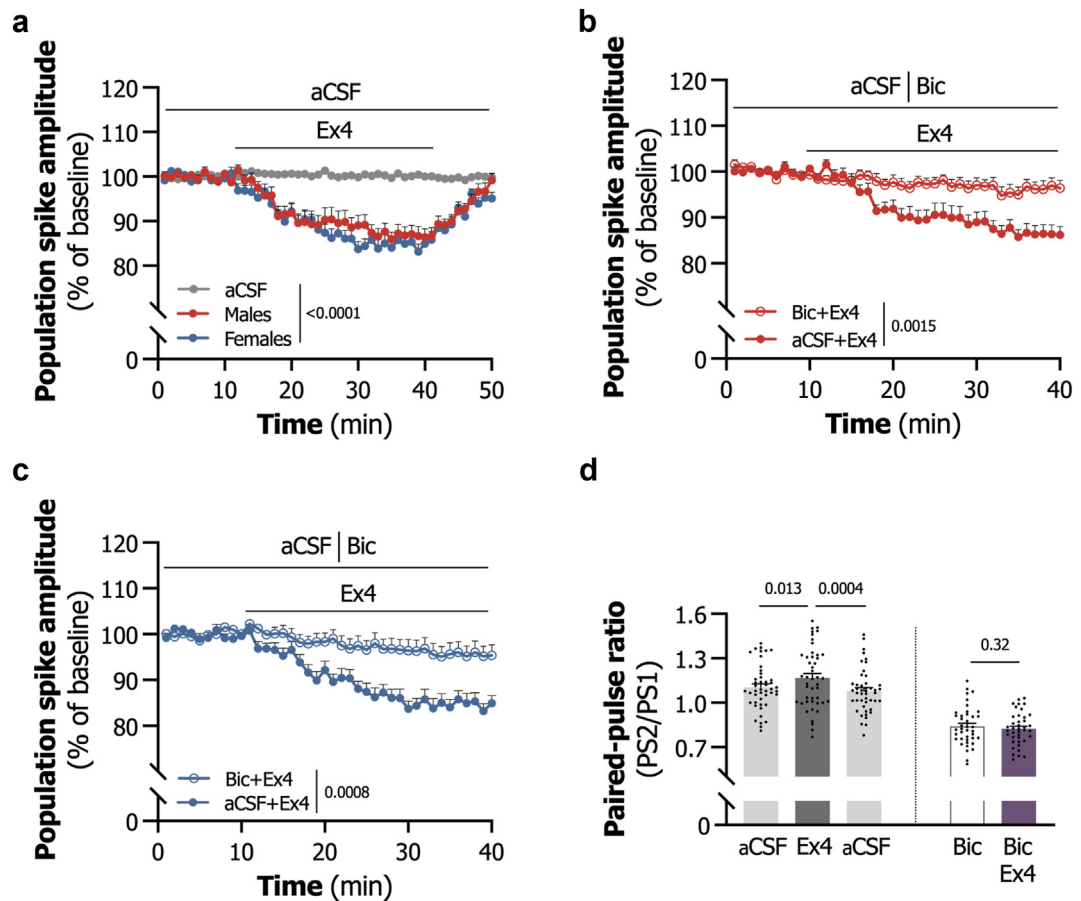 a
aCSF
Ex4
Population spike amplitude
(% of baseline)
120
110
100
90
80
0
aCSF
Males
Females
<0.0001
0 10 20 30 40 50
Time (min)
b
aCSF | Bic
Ex4
Population spike amplitude
(% of baseline)
120
110
100
90
80
0
Bic+Ex4
aCSF+Ex4
0.0015
0 10 20 30 40
Time (min)
c
aCSF | Bic
Ex4
Population spike amplitude
(% of baseline)
120
110
100
90
80
0
Bic+Ex4
aCSF+Ex4
0.0008
0 10 20 30 40
Time (min)
d
0.013 0.0004
0.32
Paired-pulse ratio
(PS2/PS1)
1.6
1.3
1.0
0.7
0
aCSF Ex4 aCSF Bic Bic
Ex4